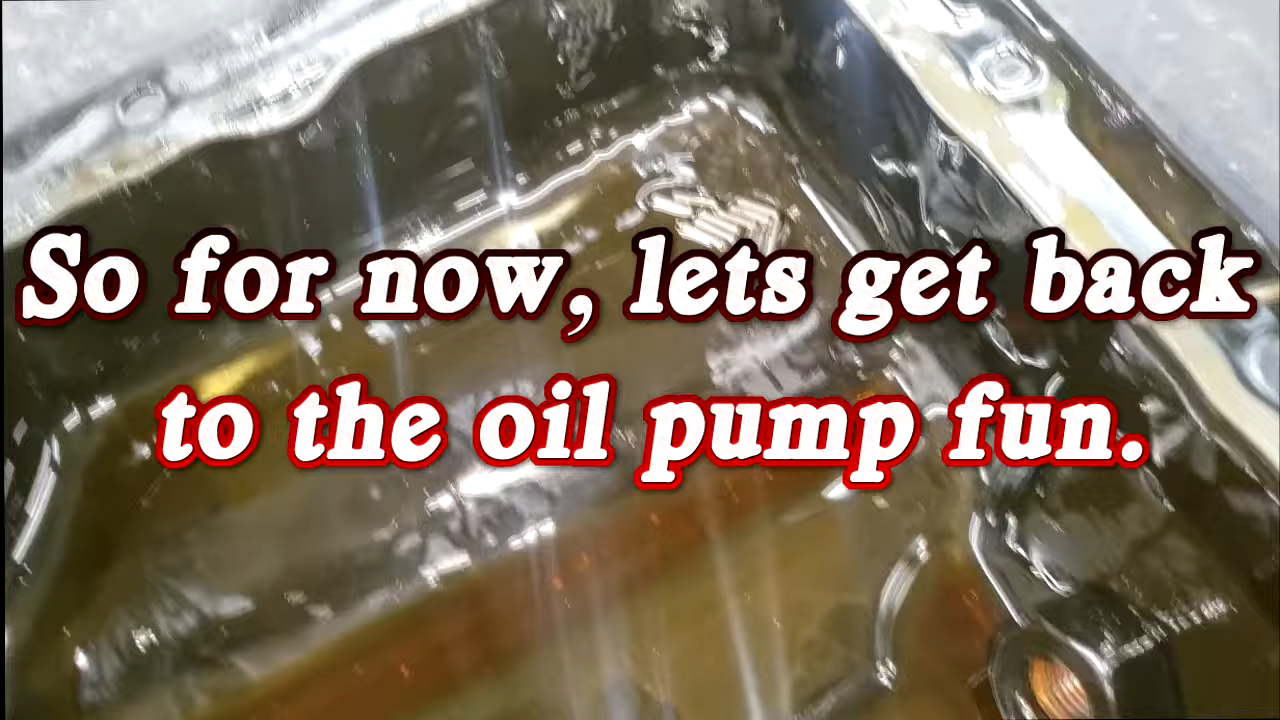 So for now, lets get back
to the oil pump fun.